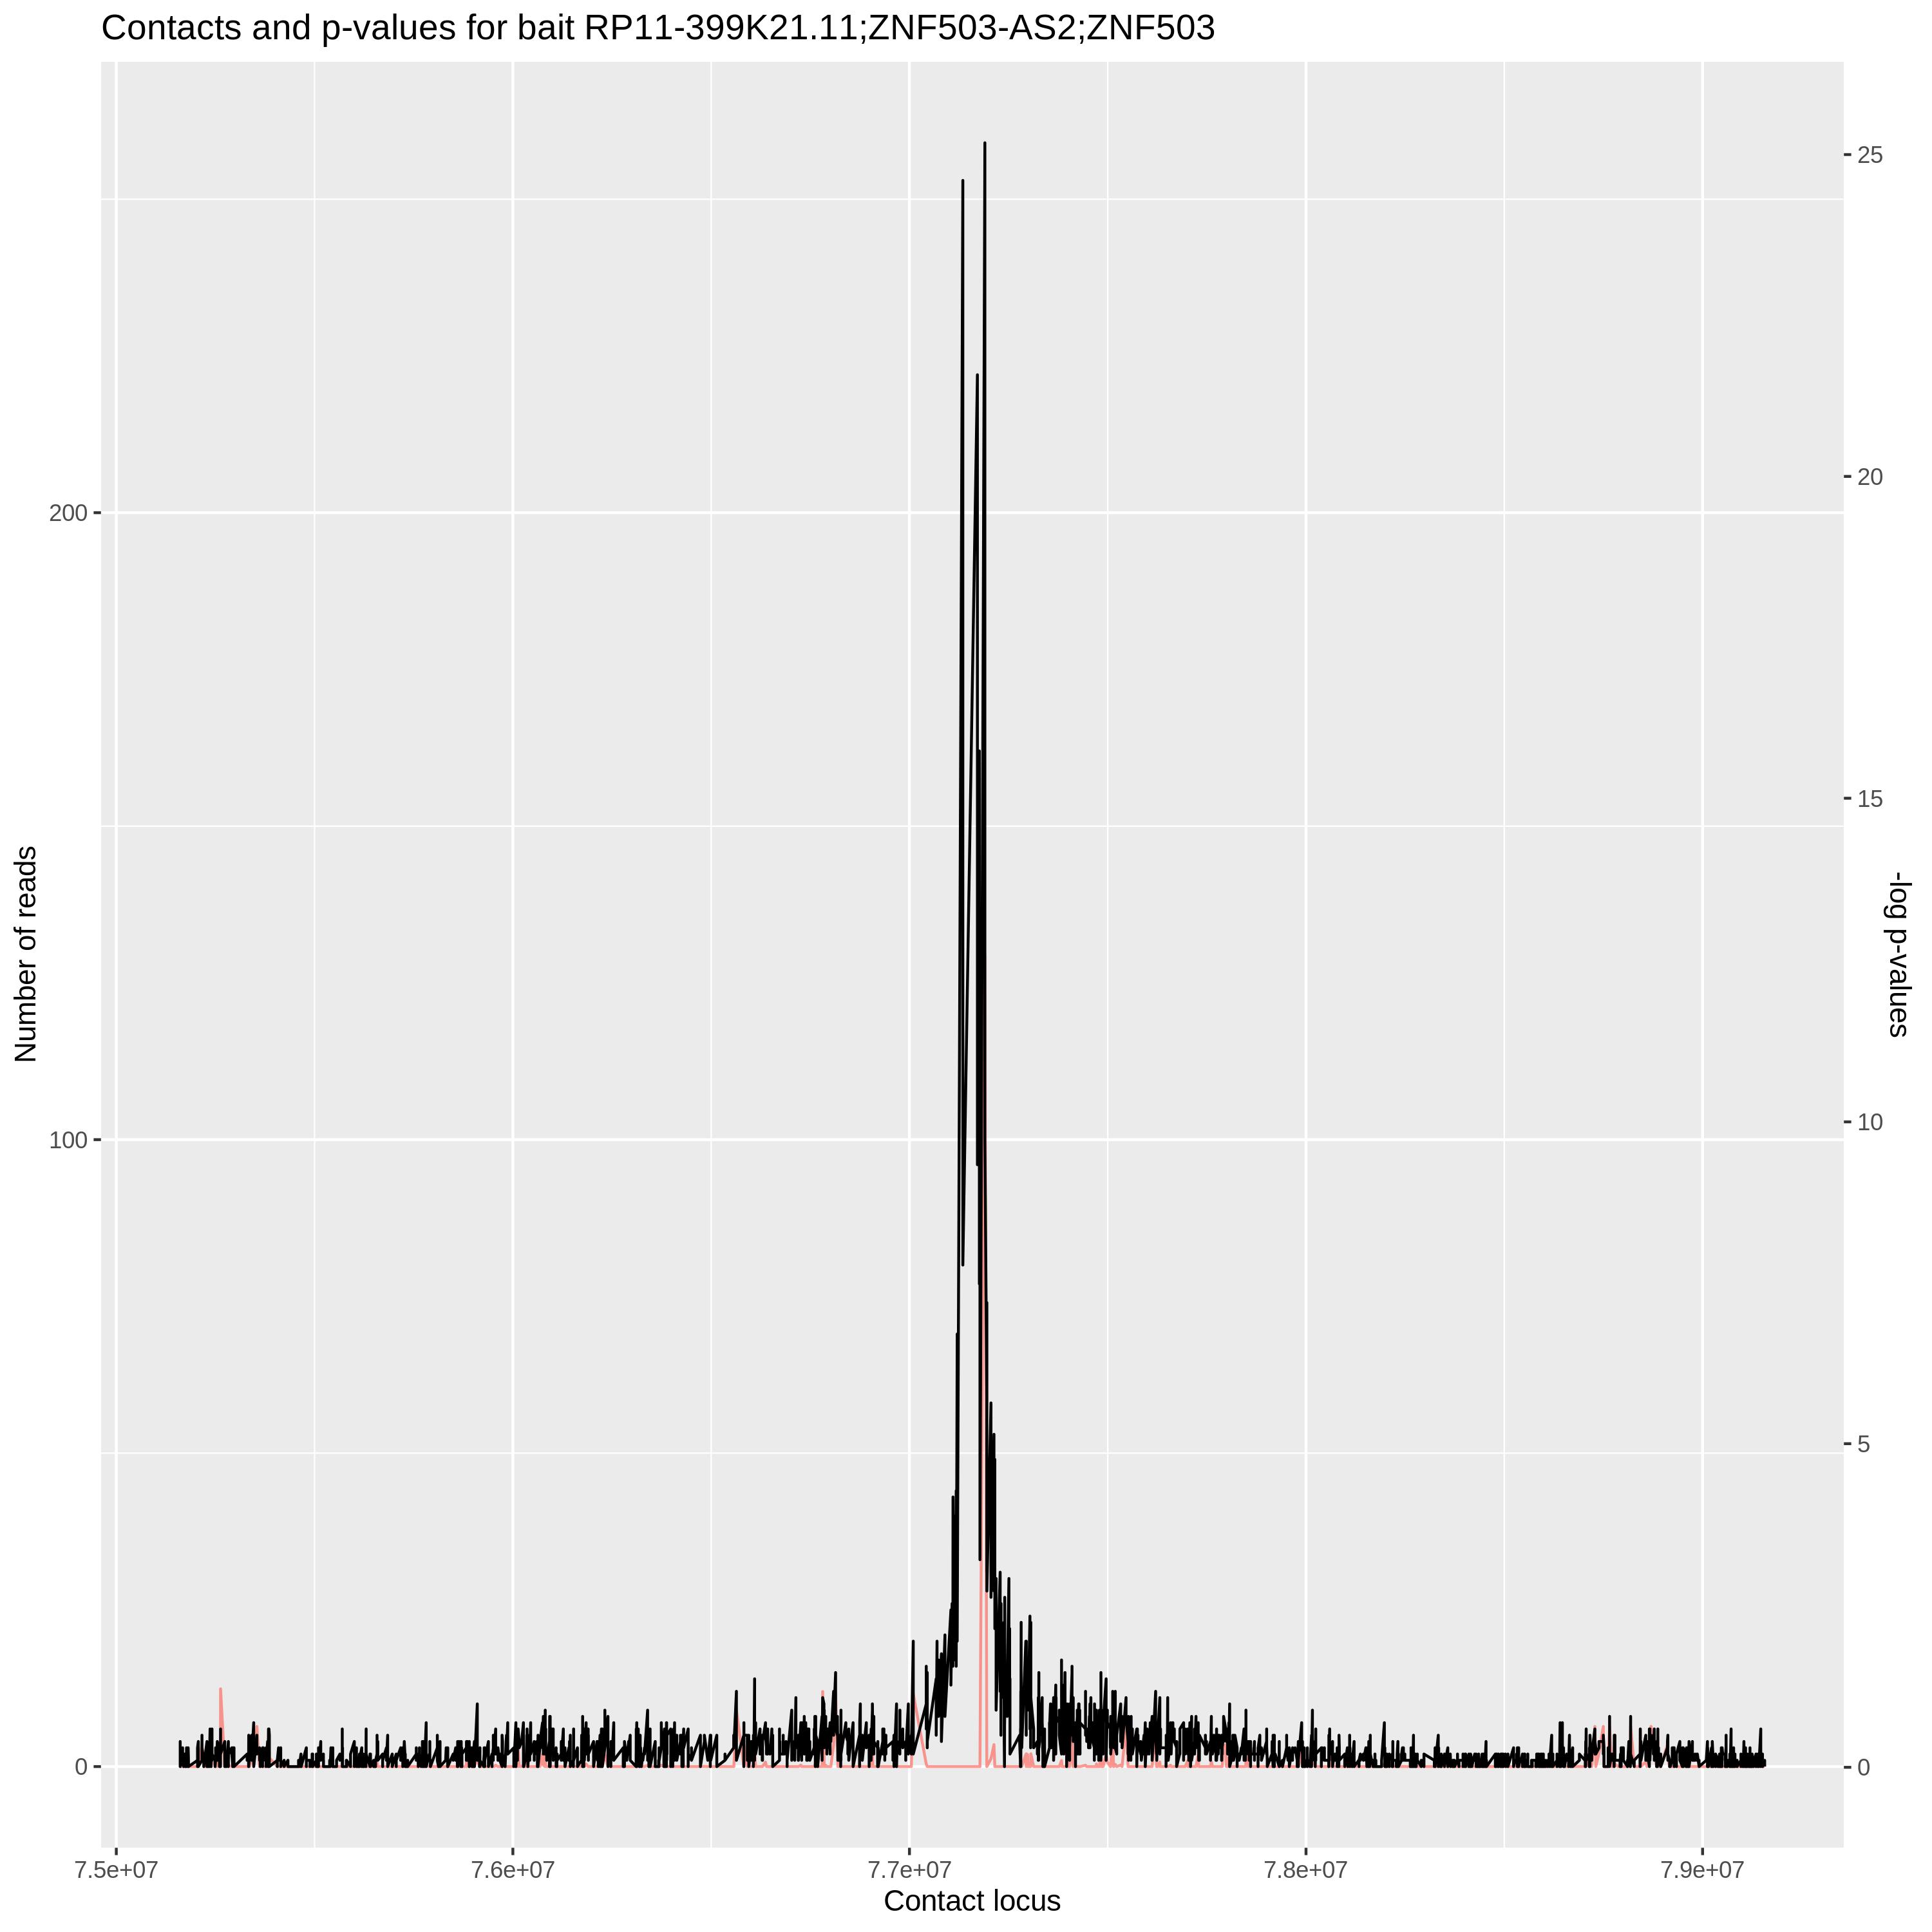 Contacts and p-values for bait RP11-399K21.11;ZNF503-AS2;ZNF503
Number of reads
200
100
0
25
20
15
10
5
0
-log p-values
7.5e+07
7.6e+07
7.7e+07
7.8e+07
7.9e+07
Contact locus